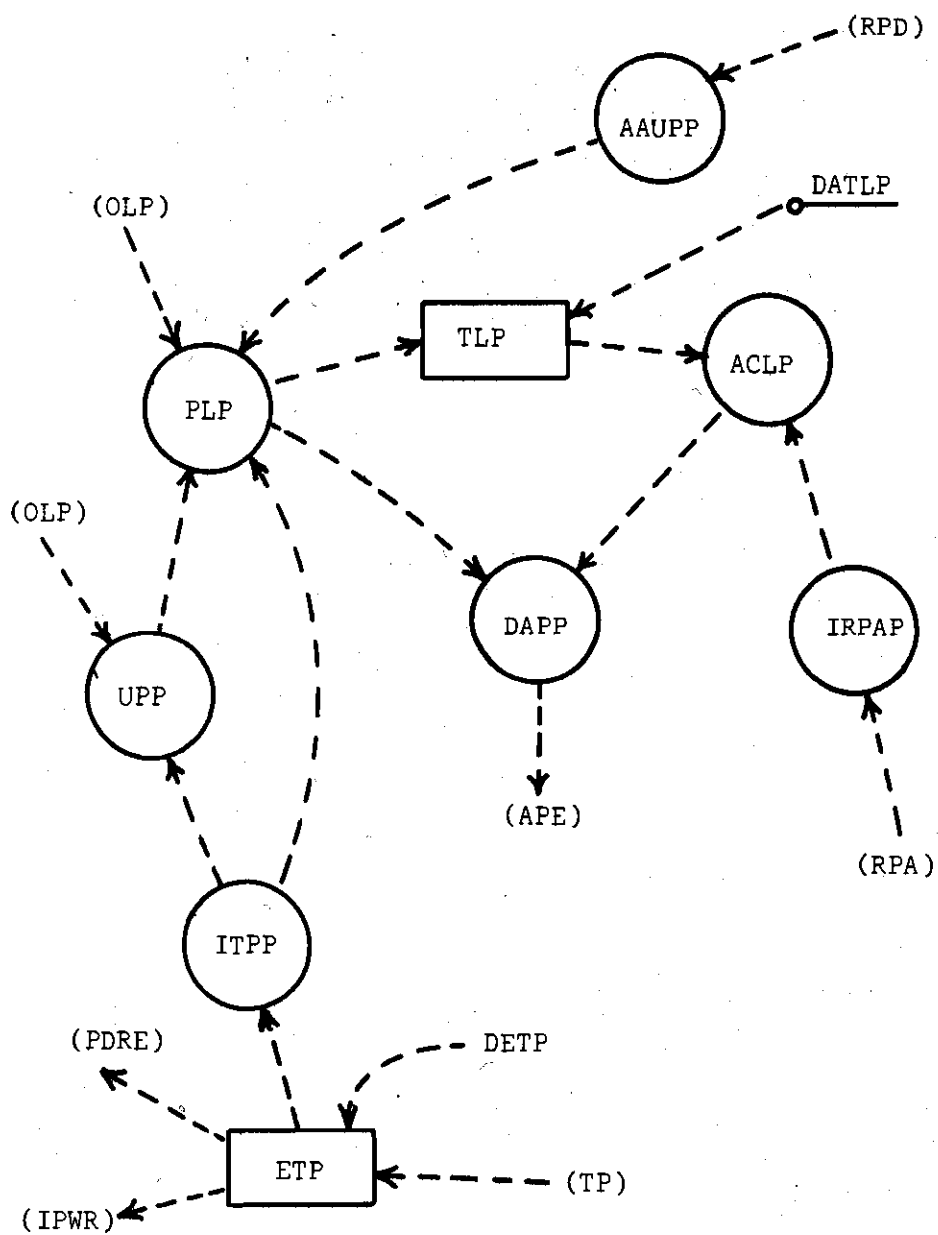 (RPD)
AAUPP
DATLP
(OLP)
TLP
ACLP
PLP
(OLP)
DAPP
IRPAP
UPP
(APE)
(RPA)
ITPP
(PDRE)
DETP
ETP
(TP)
(IPWR)